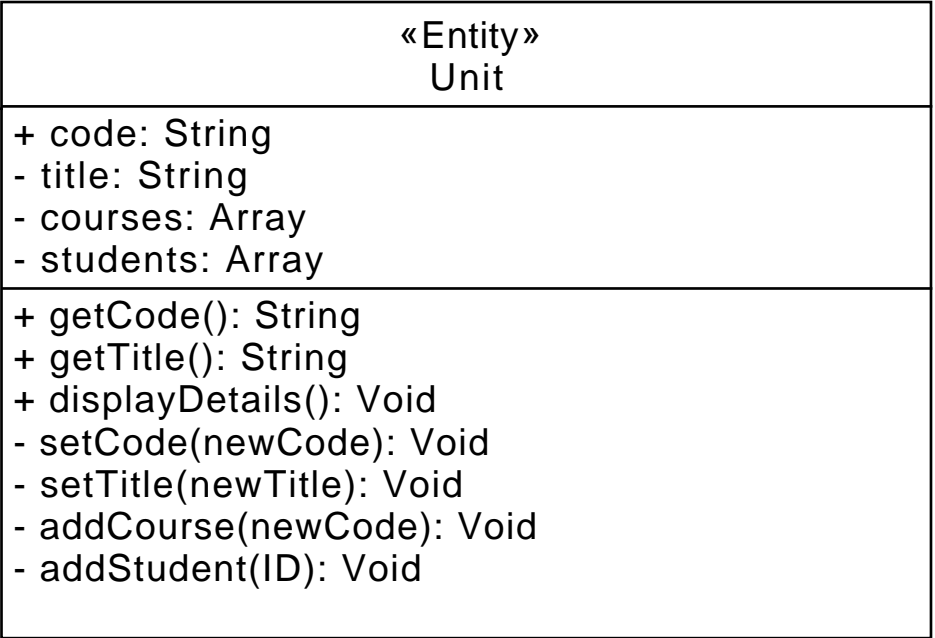 «Entity»
Unit
+ code: String
- title: String
- courses: Array
- students: Array
+ getCode(): String
+ getTitle(): String
+ displayDetails(): Void
- setCode(newCode): Void
- setTitle(newTitle): Void
- addCourse(newCode): Void
- addStudent(ID): Void